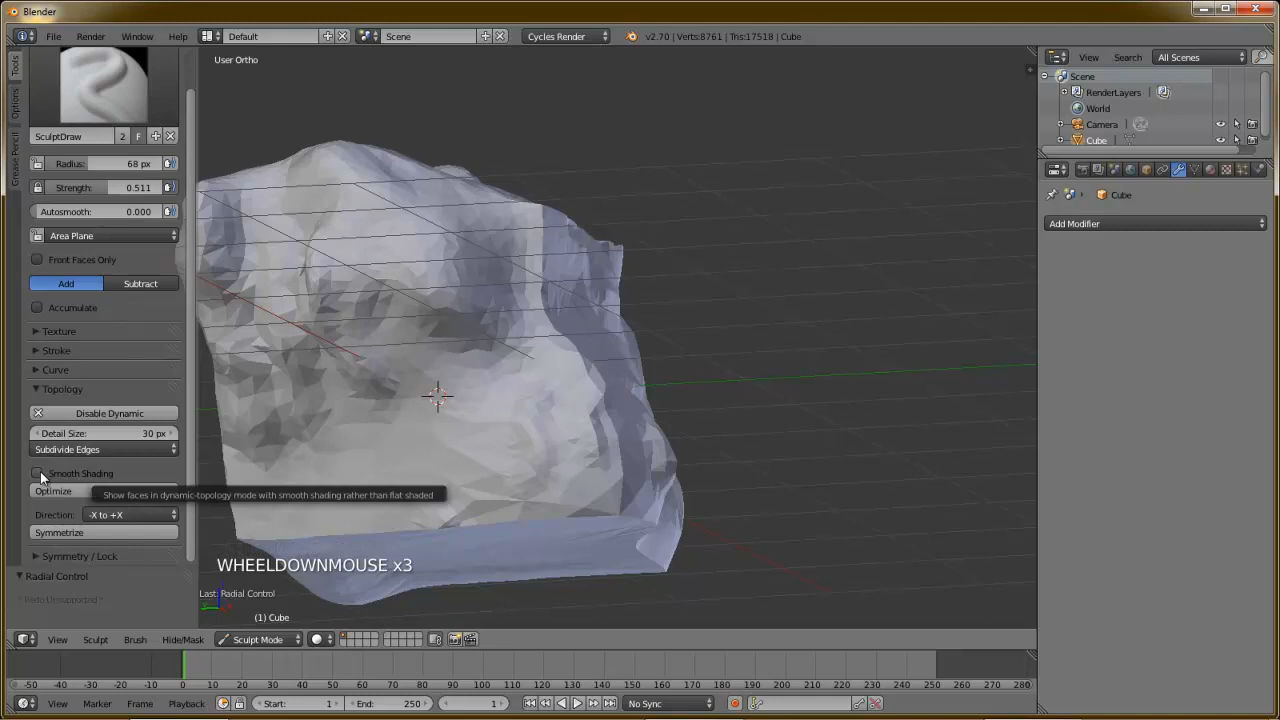 Blender
File Render Window Help Default Scene Cycles Render v2.70 | Verts:8761 | Tris:17518 | Cube
Tools
Options
Grease Pencil
SculptDraw 2 F
Radius: 68 px
Strength: 0.511
Autosmooth: 0.000
Area Plane
Front Faces Only
Add Subtract
Accumulate
Texture
Stroke
Curve
Topology
Disable Dynamic
Detail Size: 30 px
Subdivide Edges
Smooth Shading
Optimize
Show faces in dynamic-topology mode with smooth shading rather than flat shaded
Direction: -X to +X
Symmetrize
Symmetry / Lock
Radial Control
Redo Unsupported
User Ortho
WHEELDOWNMOUSE x3
Last: Radial Control
(1) Cube
View Search All Scenes
Scene
RenderLayers
World
Camera
Cube
Cube
Add Modifier
View Sculpt Brush Hide/Mask Sculpt Mode
-50 -40 -30 -20 -10 0 10 20 30 40 50 60 70 80 90 100 110 120 130 140 150 160 170 180 190 200 210 220 230 240 250 260 270 280
View Marker Frame Playback Start: 1 End: 250 1 No Sync